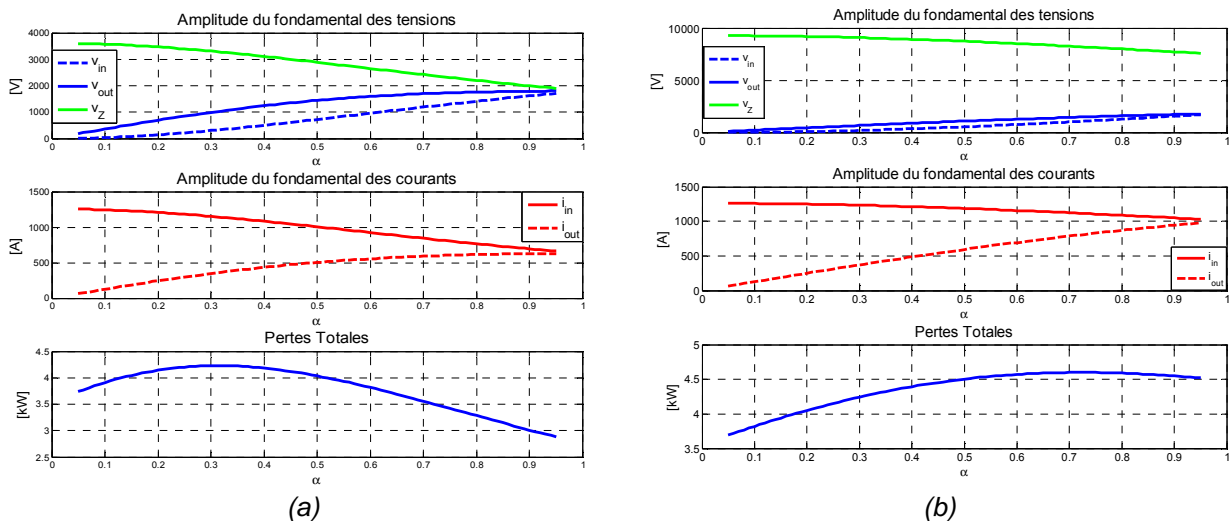 Amplitude du fondamental des tensions
4000
3000
2000
1000
0
[V]
v_in
v_out
v_Z
0 0.1 0.2 0.3 0.4 0.5 0.6 0.7 0.8 0.9 1
α
Amplitude du fondamental des courants
1500
1000
500
0
[A]
i_in
i_out
0 0.1 0.2 0.3 0.4 0.5 0.6 0.7 0.8 0.9 1
α
Pertes Totales
4.5
4
3.5
3
2.5
[kW]
0 0.1 0.2 0.3 0.4 0.5 0.6 0.7 0.8 0.9 1
α
(a)
Amplitude du fondamental des tensions
10000
5000
0
[V]
v_in
v_out
v_Z
0 0.1 0.2 0.3 0.4 0.5 0.6 0.7 0.8 0.9 1
α
Amplitude du fondamental des courants
1500
1000
500
0
[A]
i_in
i_out
0 0.1 0.2 0.3 0.4 0.5 0.6 0.7 0.8 0.9 1
α
Pertes Totales
5
4.5
4
3.5
[kW]
0 0.1 0.2 0.3 0.4 0.5 0.6 0.7 0.8 0.9 1
α
(b)